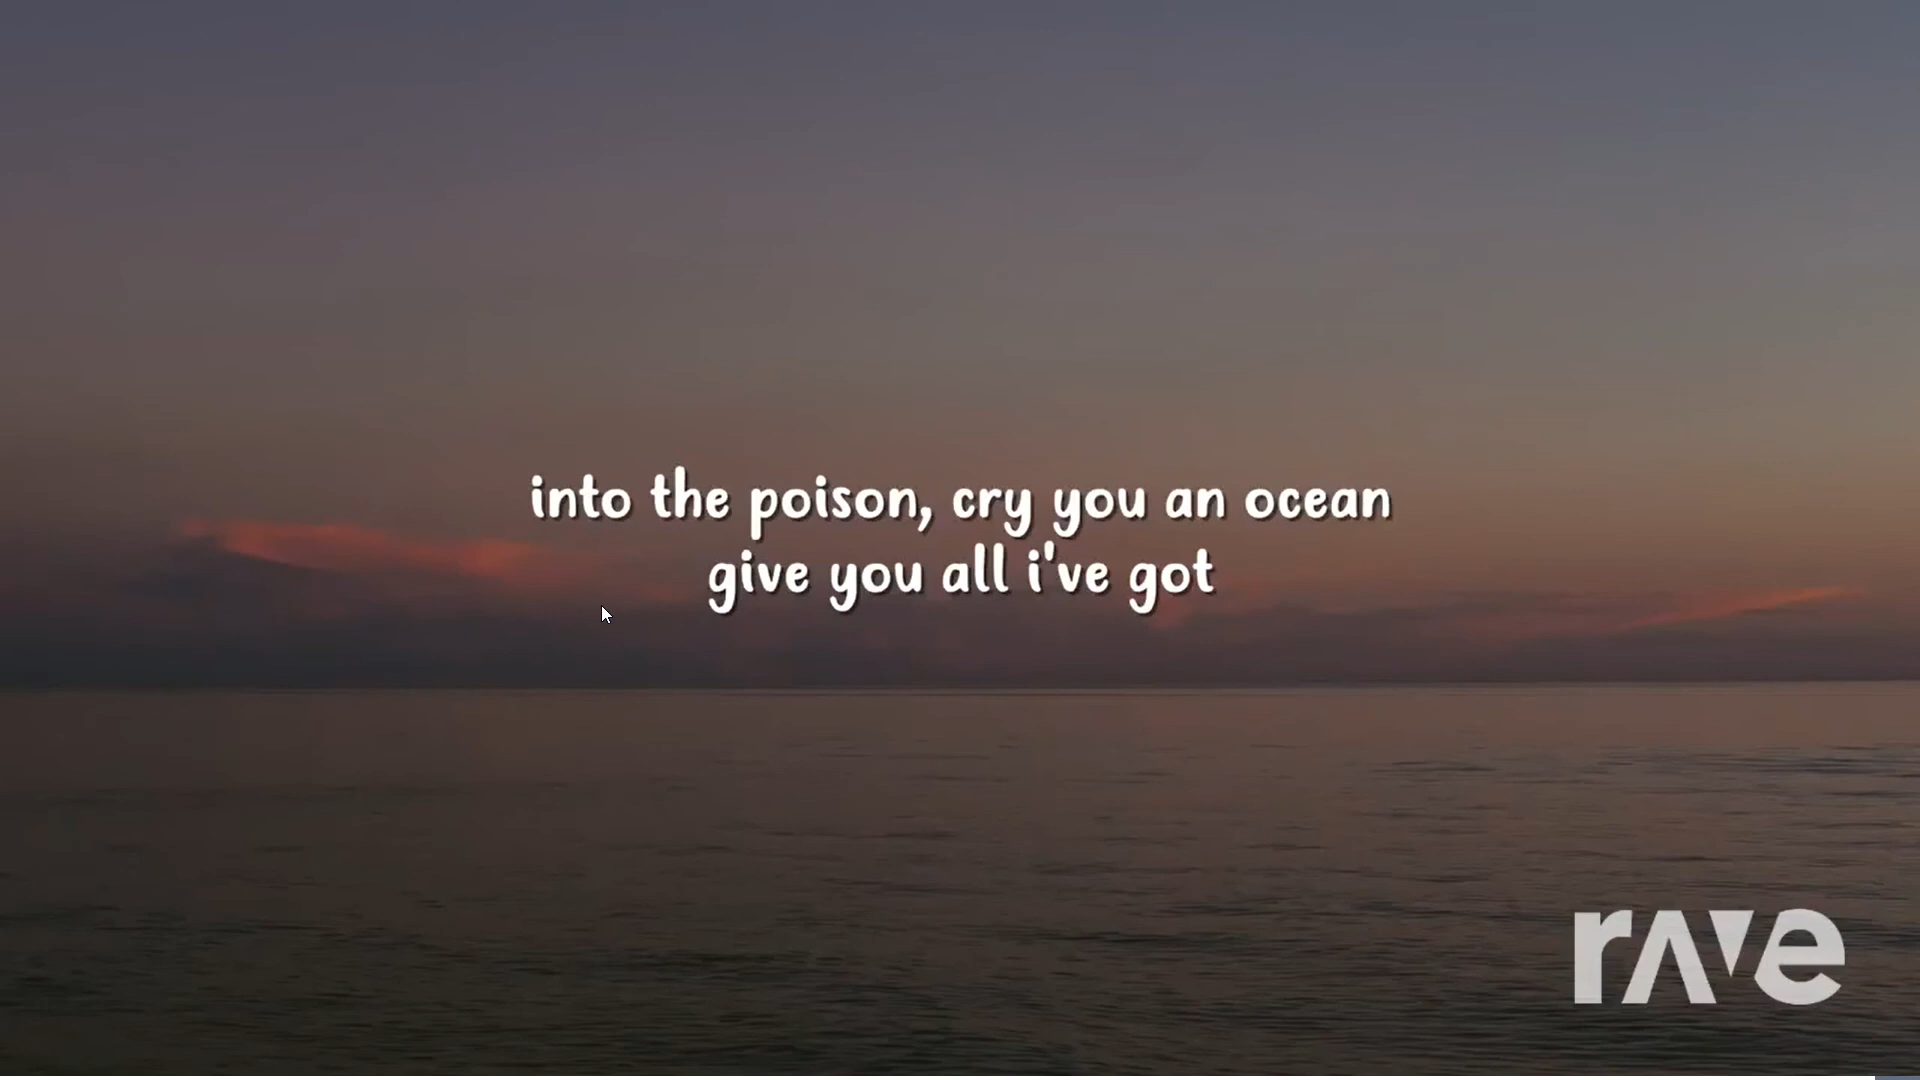 into the poison, cry you an ocean
give you all i've got
rave